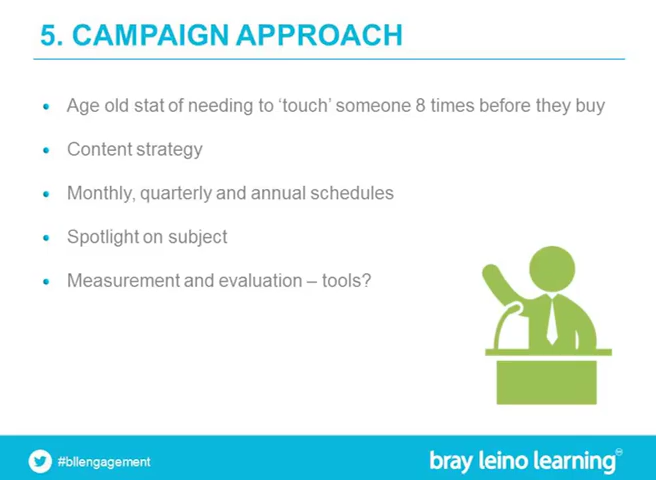 5. CAMPAIGN APPROACH
Age old stat of needing to ‘touch’ someone 8 times before they buy
Content strategy
Monthly, quarterly and annual schedules
Spotlight on subject
Measurement and evaluation – tools?
#bllengagement
bray leino learning